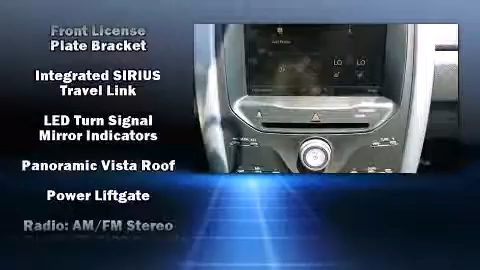 Front License
Plate Bracket
Integrated SIRIUS
Travel Link
LED Turn Signal
Mirror Indicators
Panoramic Vista Roof
Power Liftgate
Radio: AM/FM Stereo
LO
LO